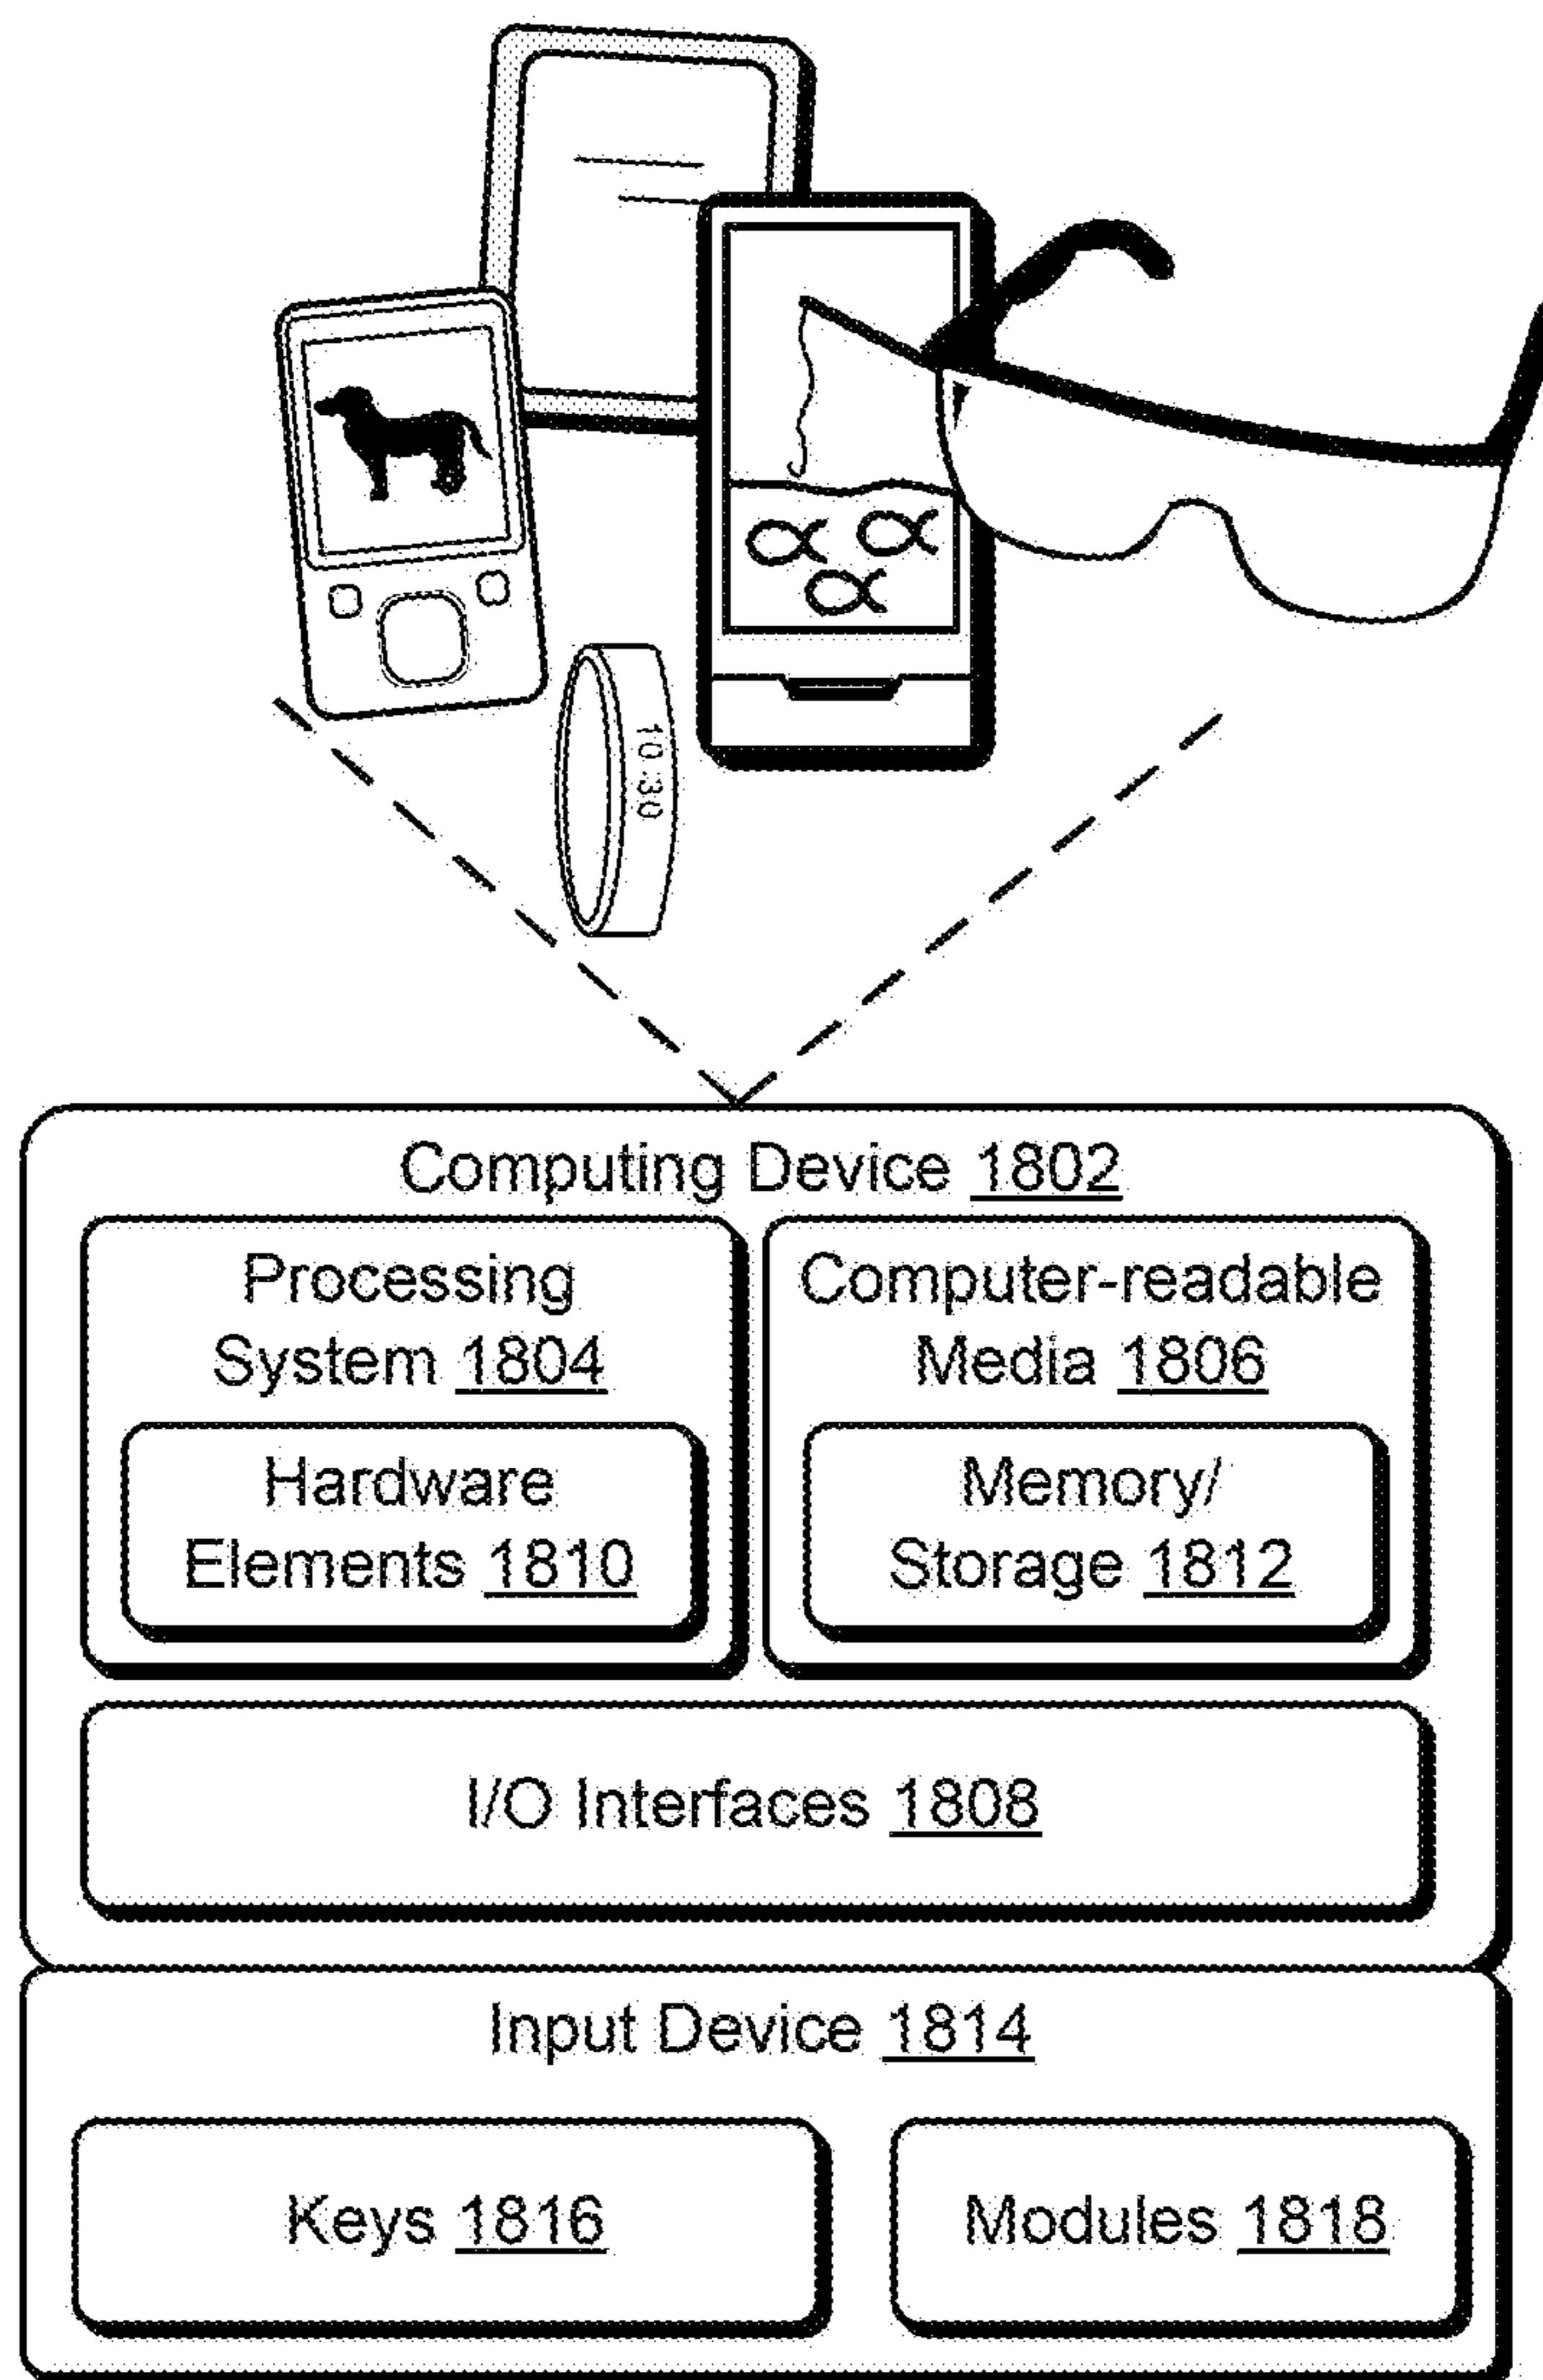 10:30
Computing Device 1802
Processing
System 1804
Computer-readable
Media 1806
Hardware
Elements 1810
Memory/
Storage 1812
I/O Interfaces 1808
Input Device 1814
Keys 1816
Modules 1818